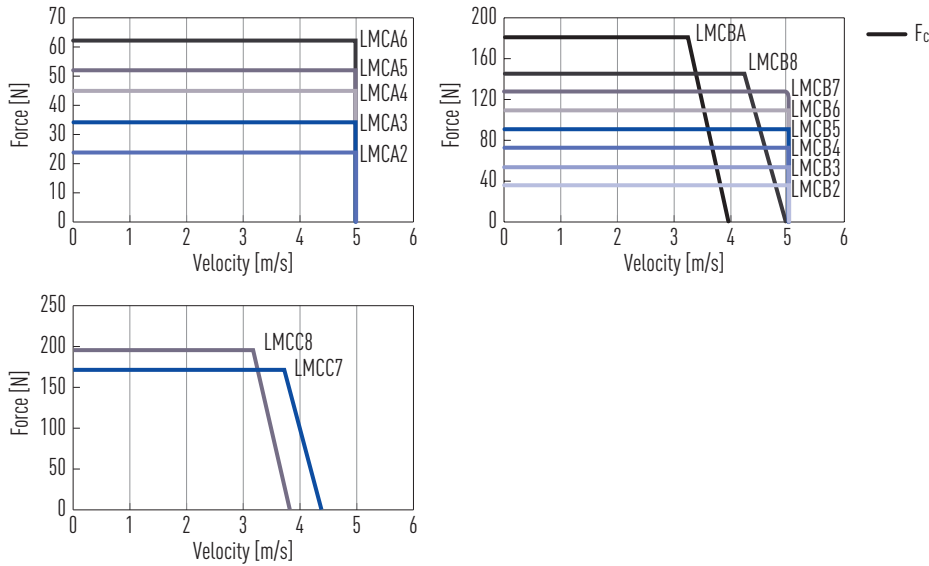 70
60
50
40
30
20
10
0
Force [N]
LMCA6
LMCA5
LMCA4
LMCA3
LMCA2
0 1 2 3 4 5 6
Velocity [m/s]
200
160
120
80
40
0
Force [N]
LMCBA
LMCB8
LMCB7
LMCB6
LMCB5
LMCB4
LMCB3
LMCB2
0 1 2 3 4 5 6
Velocity [m/s]
Fc
250
200
150
100
50
0
Force [N]
LMCC8
LMCC7
0 1 2 3 4 5 6
Velocity [m/s]